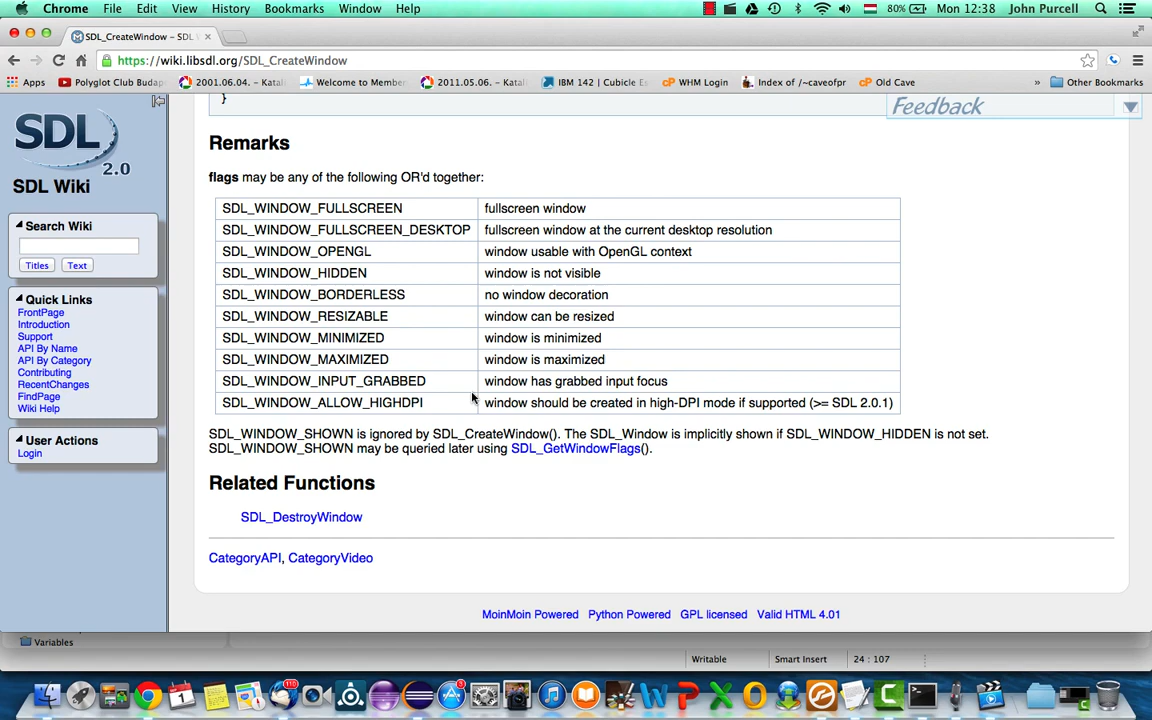 Chrome File Edit View History Bookmarks Window Help 80% Mon 12:38 John Purcell
SDL_CreateWindow – SDL
https://wiki.libsdl.org/SDL_CreateWindow
Apps Polyglot Club Budap 2001.06.04. - Katali Welcome to Member 2011.05.06. - Katali IBM 142 | Cubicle Es cP WHM Login Index of /~caveofpr cP Old Cave » Other Bookmarks
}
Feedback
SDL
2.0
SDL Wiki
Search Wiki
Titles Text
Quick Links
FrontPage
Introduction
Support
API By Name
API By Category
Contributing
RecentChanges
FindPage
Wiki Help
User Actions
Login
Remarks
flags may be any of the following OR'd together:
SDL_WINDOW_FULLSCREEN fullscreen window
SDL_WINDOW_FULLSCREEN_DESKTOP fullscreen window at the current desktop resolution
SDL_WINDOW_OPENGL window usable with OpenGL context
SDL_WINDOW_HIDDEN window is not visible
SDL_WINDOW_BORDERLESS no window decoration
SDL_WINDOW_RESIZABLE window can be resized
SDL_WINDOW_MINIMIZED window is minimized
SDL_WINDOW_MAXIMIZED window is maximized
SDL_WINDOW_INPUT_GRABBED window has grabbed input focus
SDL_WINDOW_ALLOW_HIGHDPI window should be created in high-DPI mode if supported (>= SDL 2.0.1)
SDL_WINDOW_SHOWN is ignored by SDL_CreateWindow(). The SDL_Window is implicitly shown if SDL_WINDOW_HIDDEN is not set.
SDL_WINDOW_SHOWN may be queried later using SDL_GetWindowFlags().
Related Functions
SDL_DestroyWindow
CategoryAPI, CategoryVideo
MoinMoin Powered Python Powered GPL licensed Valid HTML 4.01
Variables
Writable Smart Insert 24 : 107